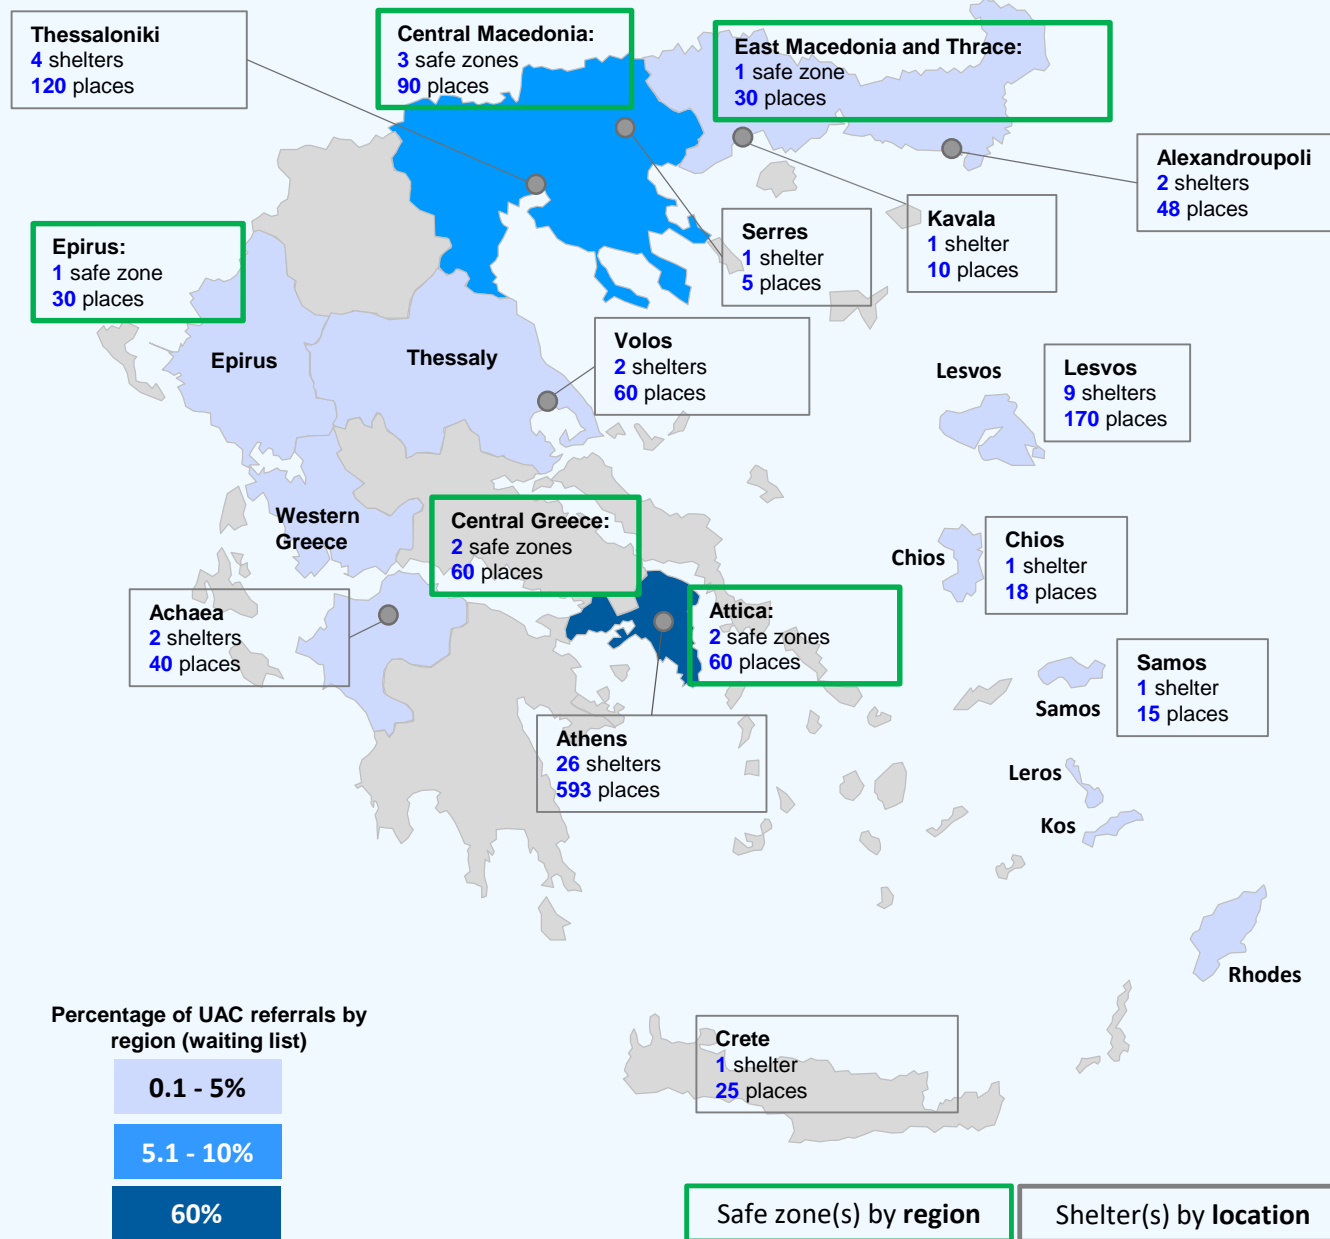 Thessaloniki
4 shelters
120 places
Central Macedonia:
3 safe zones
90 places
East Macedonia and Thrace:
1 safe zone
30 places
Alexandroupoli
2 shelters
48 places
Kavala
1 shelter
10 places
Serres
1 shelter
5 places
Epirus:
1 safe zone
30 places
Epirus
Thessaly
Volos
2 shelters
60 places
Lesvos
Lesvos
9 shelters
170 places
Western
Greece
Central Greece:
2 safe zones
60 places
Chios
Chios
1 shelter
18 places
Achaea
2 shelters
40 places
Attica:
2 safe zones
60 places
Samos
1 shelter
15 places
Samos
Athens
26 shelters
593 places
Leros
Kos
Rhodes
Crete
1 shelter
25 places
Percentage of UAC referrals by
region (waiting list)
0.1 - 5%
5.1 - 10%
60%
Safe zone(s) by region
Shelter(s) by location